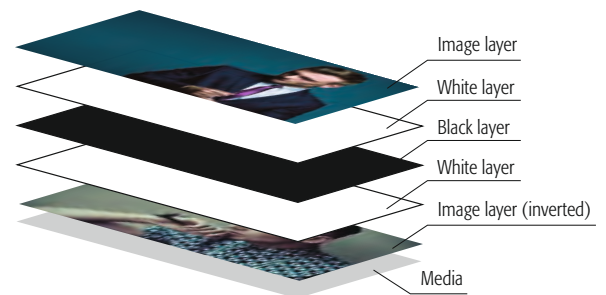 Image layer
White layer
Black layer
White layer
Image layer (inverted)
Media